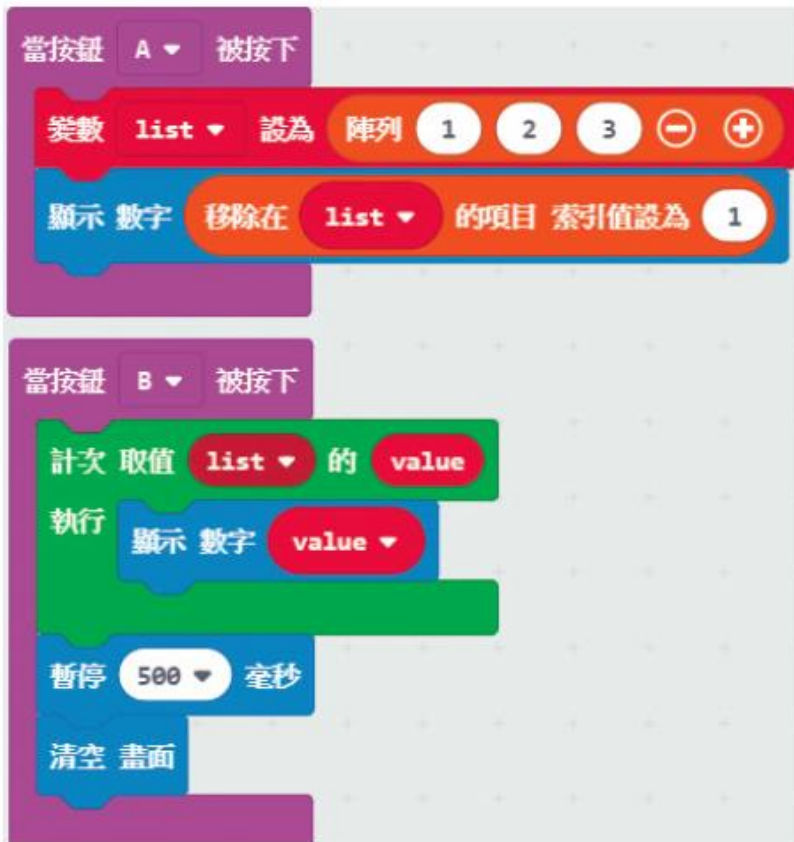 當按鈕 A 被按下
變數 list 設為 陣列 1 2 3
顯示 數字 移除在 list 的項目 索引值設為 1
當按鈕 B 被按下
計次 取值 list 的 value
執行
顯示 數字 value
暫停 500 毫秒
清空 畫面